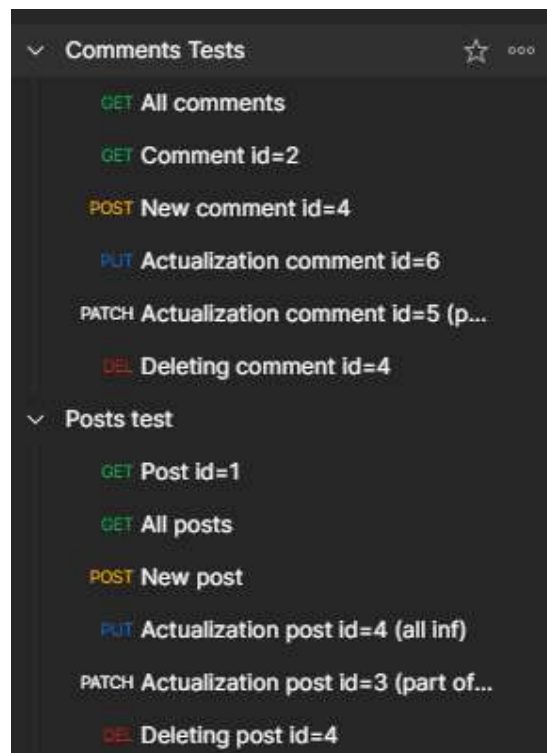 Comments Tests
GET All comments
GET Comment id=2
POST New comment id=4
PUT Actualization comment id=6
PATCH Actualization comment id=5 (p...
DEL Deleting comment id=4
Posts test
GET Post id=1
GET All posts
POST New post
PUT Actualization post id=4 (all inf)
PATCH Actualization post id=3 (part of...
DEL Deleting post id=4